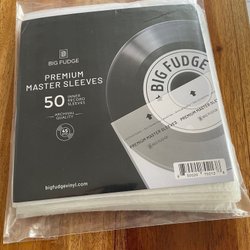 BIG FUDGE
PREMIUM
MASTER SLEEVES
50
INNER
RECORD
SLEEVES
ARCHIVAL
QUALITY
bigfudgevinyl.com
BIG FUDGE
PREMIUM MASTER SLEEVES